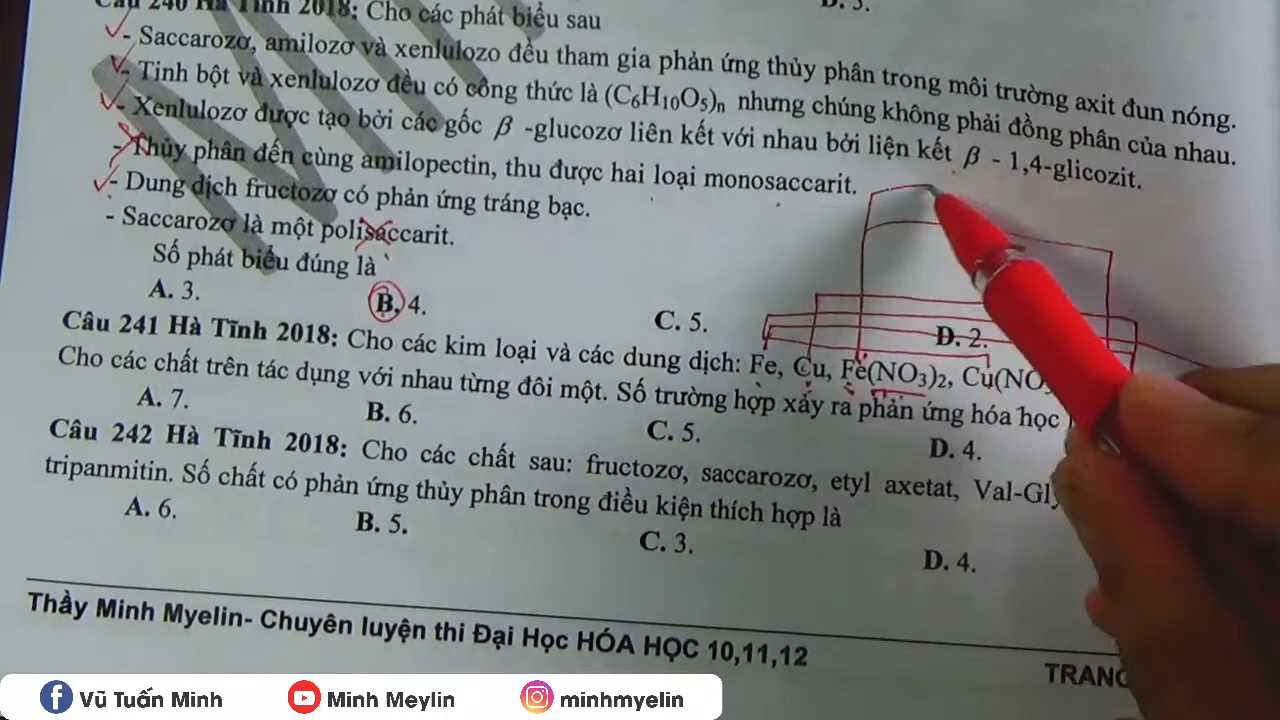 Câu 240 Hà Tĩnh 2018: Cho các phát biểu sau
- Saccarozơ, amilozơ và xenlulozo đều tham gia phản ứng thủy phân trong môi trường axit đun nóng.
- Tinh bột và xenlulozơ đều có công thức là (C₆H₁₀O₅)ₙ nhưng chúng không phải đồng phân của nhau.
- Xenlulozơ được tạo bởi các gốc β -glucozơ liên kết với nhau bởi liện kết β - 1,4-glicozit.
- Thủy phân đến cùng amilopectin, thu được hai loại monosaccarit.
- Dung dịch fructozơ có phản ứng tráng bạc.
- Saccarozơ là một polisaccarit.
Số phát biểu đúng là
A. 3. B. 4. C. 5. D. 2.
Câu 241 Hà Tĩnh 2018: Cho các kim loại và các dung dịch: Fe, Cu, Fe(NO₃)₂, Cu(NO
Cho các chất trên tác dụng với nhau từng đôi một. Số trường hợp xảy ra phản ứng hóa học
A. 7. B. 6. C. 5. D. 4.
Câu 242 Hà Tĩnh 2018: Cho các chất sau: fructozơ, saccarozơ, etyl axetat, Val-Gly
tripanmitin. Số chất có phản ứng thủy phân trong điều kiện thích hợp là
A. 6. B. 5. C. 3. D. 4.
Thầy Minh Myelin- Chuyên luyện thi Đại Học HÓA HỌC 10,11,12
TRANG
Vũ Tuấn Minh Minh Meylin minhmyelin